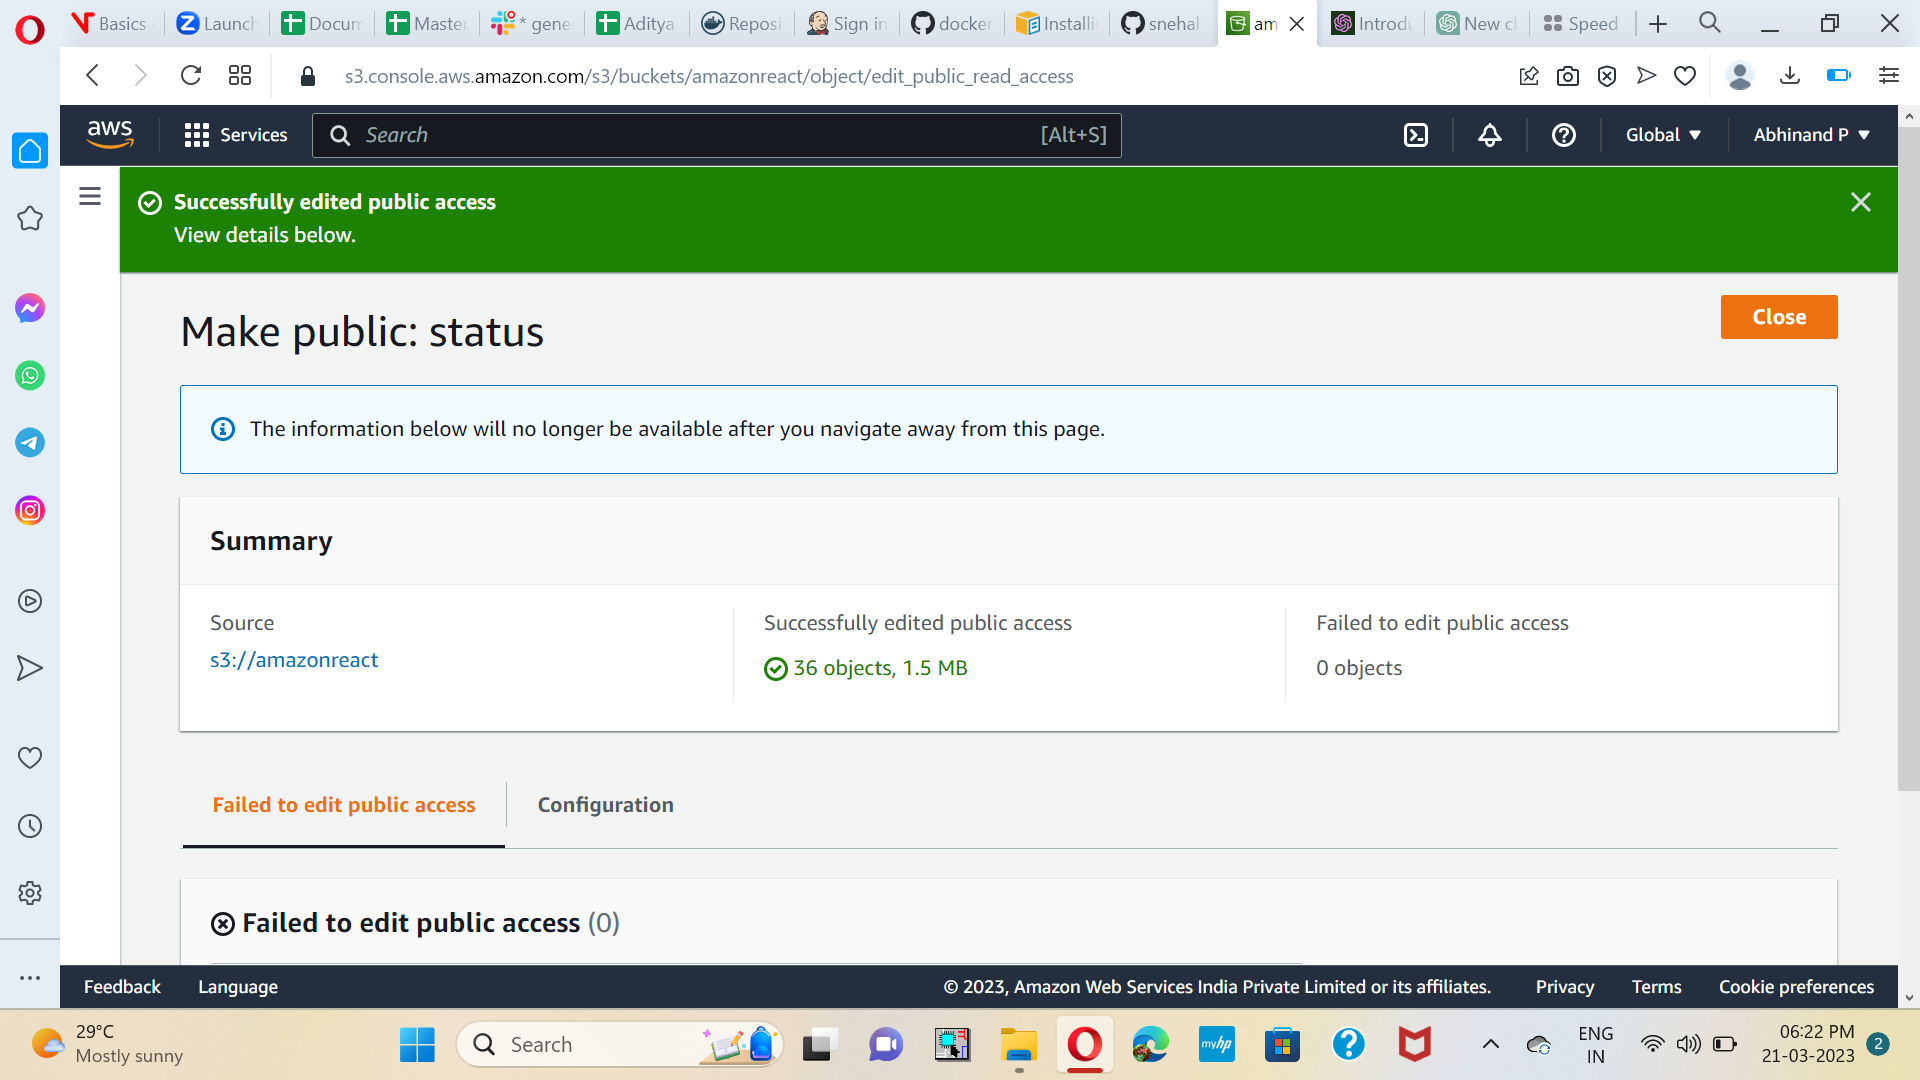 Basics
Launch
Docum
Master
* gene
Aditya
Reposi
Sign in
docker
Installi
snehal
am
Introdu
New ch
Speed
s3.console.aws.amazon.com/s3/buckets/amazonreact/object/edit_public_read_access
aws
Services
Search
[Alt+S]
Global
Abhinand P
Successfully edited public access
View details below.
Make public: status
Close
The information below will no longer be available after you navigate away from this page.
Summary
Source
s3://amazonreact
Successfully edited public access
36 objects, 1.5 MB
Failed to edit public access
0 objects
Failed to edit public access
Configuration
Failed to edit public access (0)
Feedback
Language
© 2023, Amazon Web Services India Private Limited or its affiliates.
Privacy
Terms
Cookie preferences
29°C
Mostly sunny
Search
myhp
ENG
IN
06:22 PM
21-03-2023
2